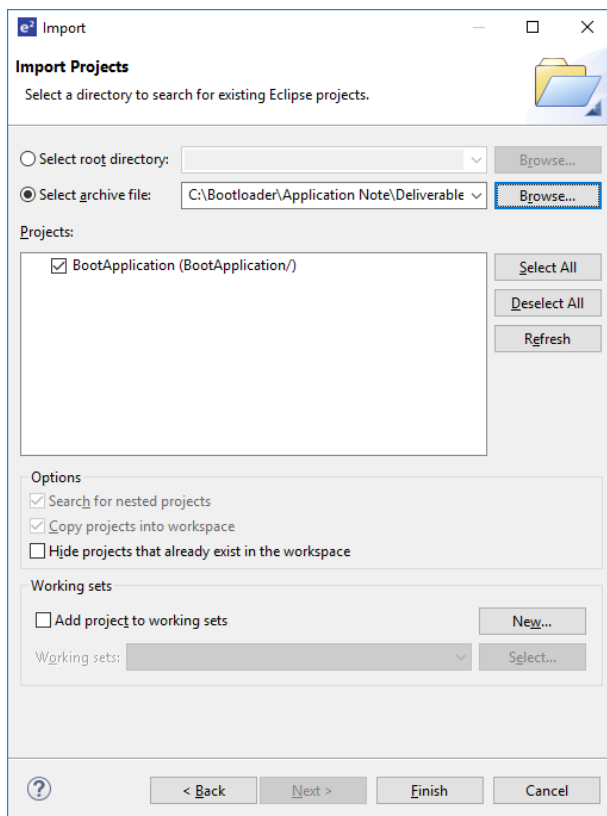 e² Import
Import Projects
Select a directory to search for existing Eclipse projects.
Select root directory:
Browse...
Select archive file:
C:\Bootloader\Application Note\Deliverable
Browse...
Projects:
BootApplication (BootApplication/)
Select All
Deselect All
Refresh
Options
Search for nested projects
Copy projects into workspace
Hide projects that already exist in the workspace
Working sets
Add project to working sets
New...
Working sets:
Select...
?
< Back
Next >
Finish
Cancel